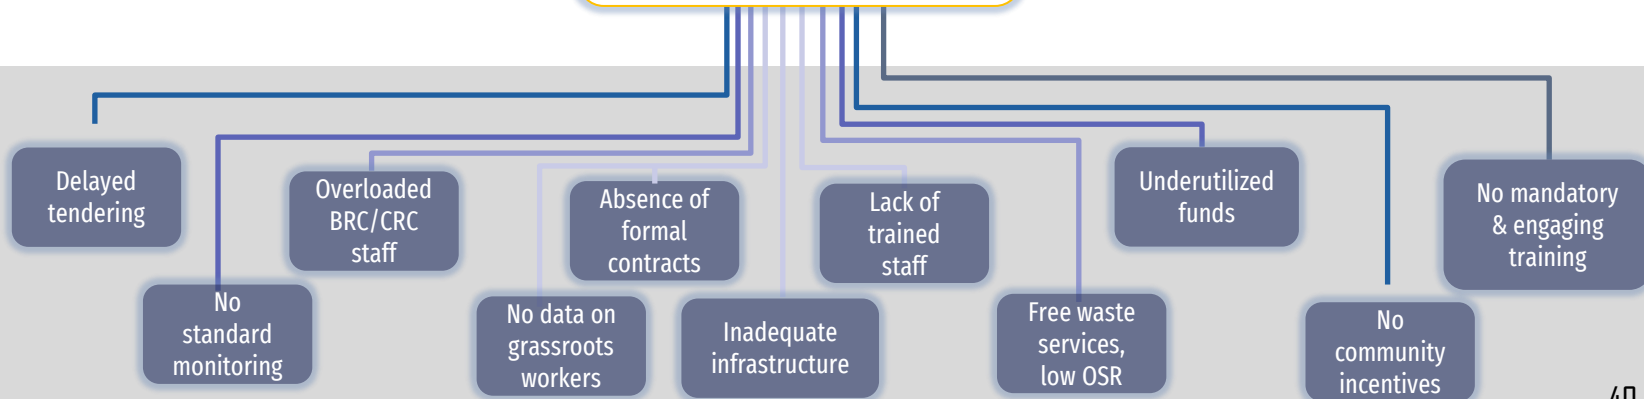 Delayed
tendering
No
standard
monitoring
Overloaded
BRC/CRC
staff
No data on
grassroots
workers
Absence of
formal
contracts
Inadequate
infrastructure
Lack of
trained
staff
Free waste
services,
low OSR
Underutilized
funds
No
community
incentives
No mandatory
& engaging
training
40